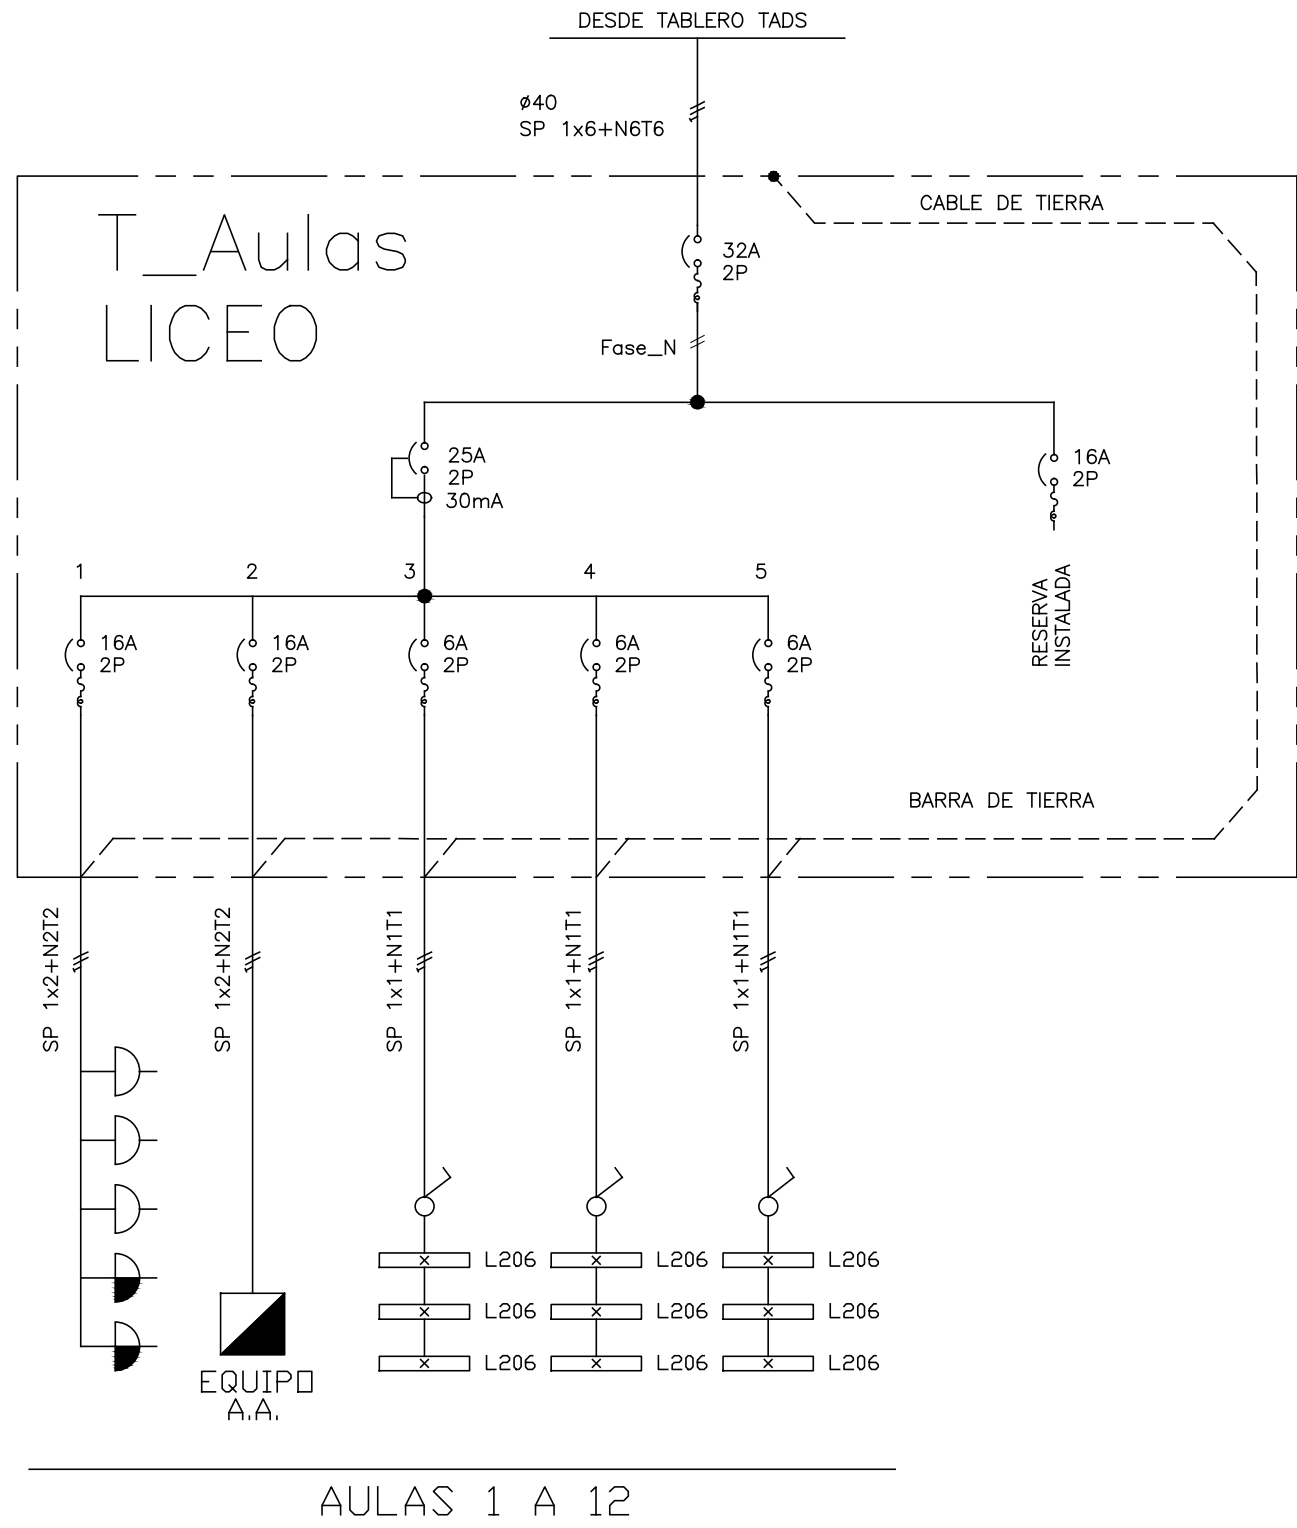 DESDE TABLERO TADS
ø40
SP 1x6+N6T6
CABLE DE TIERRA
T_Aulas
LICEO
32A
2P
Fase_N
25A
2P
30mA
16A
2P
RESERVA
INSTALADA
1
2
3
4
5
16A
2P
16A
2P
6A
2P
6A
2P
6A
2P
BARRA DE TIERRA
SP 1x2+N2T2
SP 1x2+N2T2
SP 1x1+N1T1
SP 1x1+N1T1
SP 1x1+N1T1
L206
L206
L206
L206
L206
L206
L206
L206
L206
EQUIPO
A.A.
AULAS 1 A 12